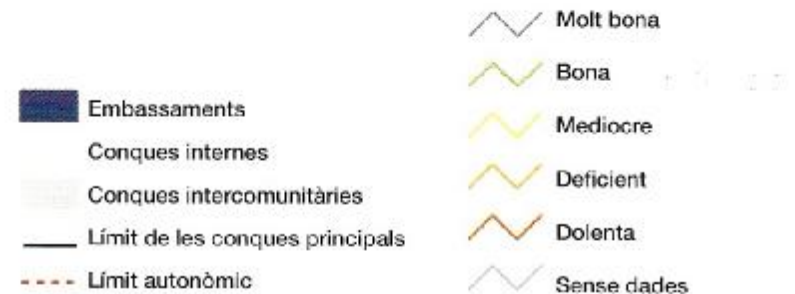 Embassaments
Conques internes
Conques intercomunitàries
Límit de les conques principals
Límit autonòmic
Molt bona
Bona
Mediocre
Deficient
Dolenta
Sense dades